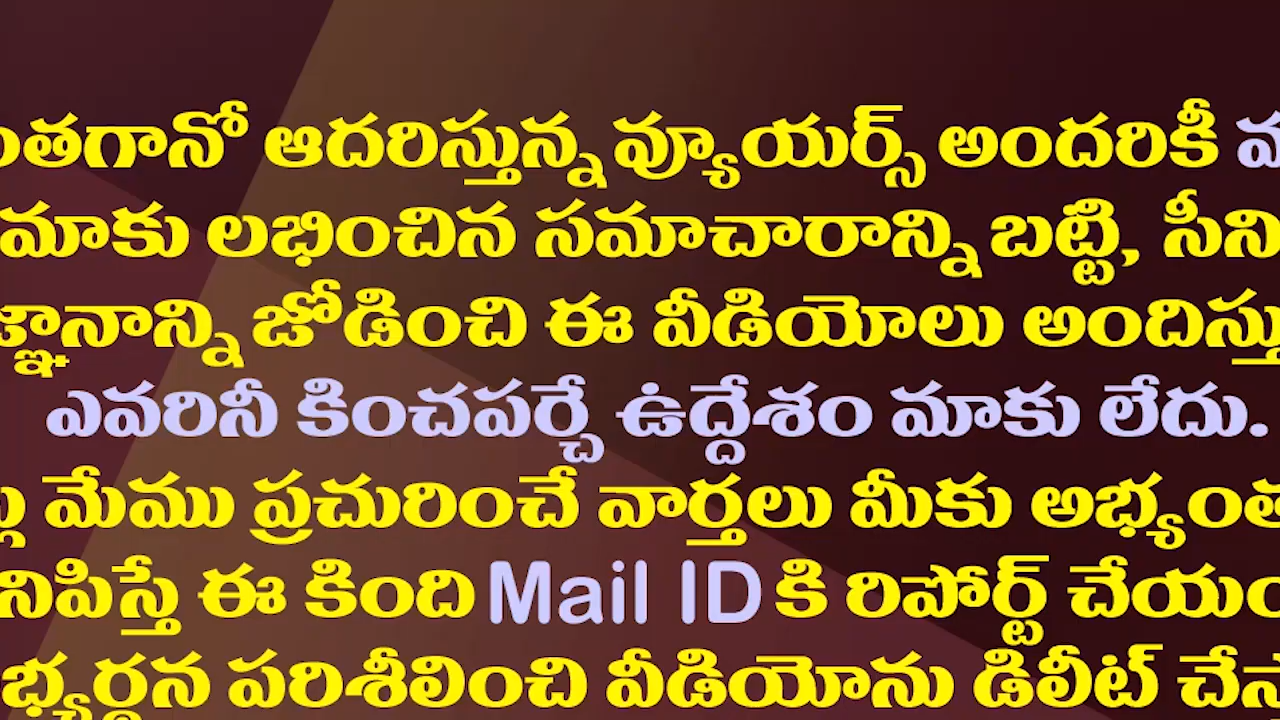 ఆదరిస్తున్న వ్యూయర్స్ అందరికీ
మాకు లభించిన సమాచారాన్ని బట్టి,
జోడించి ఈ వీడియోలు
ఎవరినీ కించపర్చే ఉద్దేశం మాకు లేదు.
మేము ప్రచురించే వార్తలు మీకు
ఈ కింది Mail ID కి రిపోర్ట్
పరిశీలించి వీడియోను డిలీట్